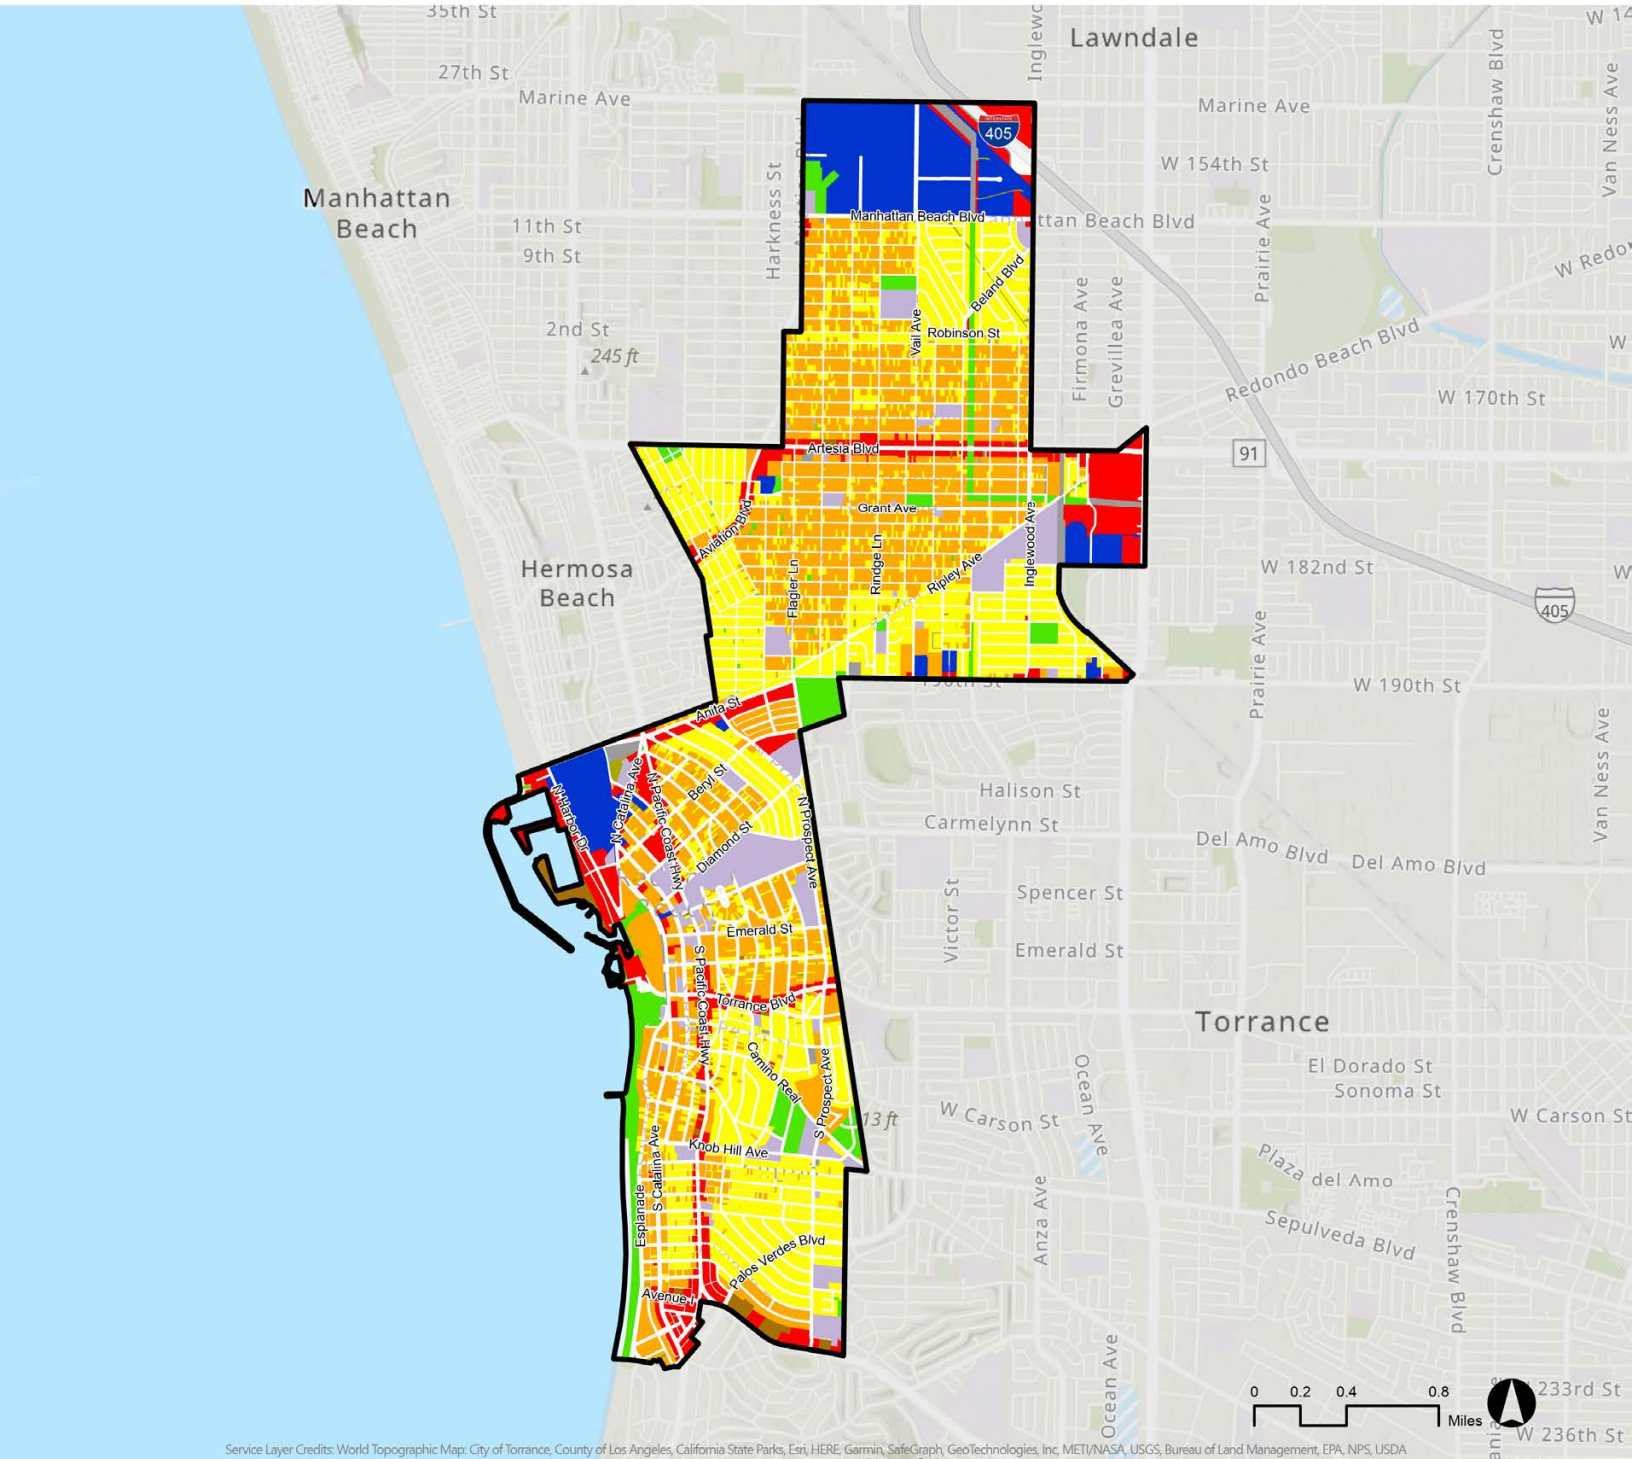 35th St
Lawndale
27th St
Marine Ave
Marine Ave
Crenshaw Blvd
Van Ness Ave
INTERSTATE
405
W 154th St
Manhattan
Beach
Harkness St
11th St
9th St
Manhattan Beach Blvd
ttan Beach Blvd
Prairie Ave
Beland Blvd
Firmona Ave
Grevillea Ave
2nd St
245 ft
Vail Ave
Robinson St
Redondo Beach Blvd
W 170th St
Artesia Blvd
91
Grant Ave
Aviation Blvd
Inglewood Ave
Hermosa
Beach
Flagler Ln
Rindge Ln
Ripley Ave
W 182nd St
405
Prairie Ave
W 190th St
Anita St
Van Ness Ave
N Harbor Dr
N Catalina Ave
N Pacific Coast Hwy
Beryl St
Diamond St
N Prospect Ave
Halison St
Carmelynn St
Del Amo Blvd
Del Amo Blvd
Victor St
Spencer St
Emerald St
Emerald St
S Pacific Coast Hwy
Torrance Blvd
Torrance
Camino Real
S Prospect Ave
Ocean Ave
El Dorado St
Sonoma St
13 ft
W Carson St
W Carson St
Knob Hill Ave
S Catalina Ave
Esplanade
Plaza del Amo
Anza Ave
Crenshaw Blvd
Sepulveda Blvd
Palos Verdes Blvd
Avenue I
Ocean Ave
0 0.2 0.4 0.8
Miles
233rd St
W 236th St
Service Layer Credits: World Topographic Map: City of Torrance, County of Los Angeles, California State Parks, Esri, HERE, Garmin, SafeGraph, GeoTechnologies, Inc, METI/NASA, USGS, Bureau of Land Management, EPA, NPS, USDA